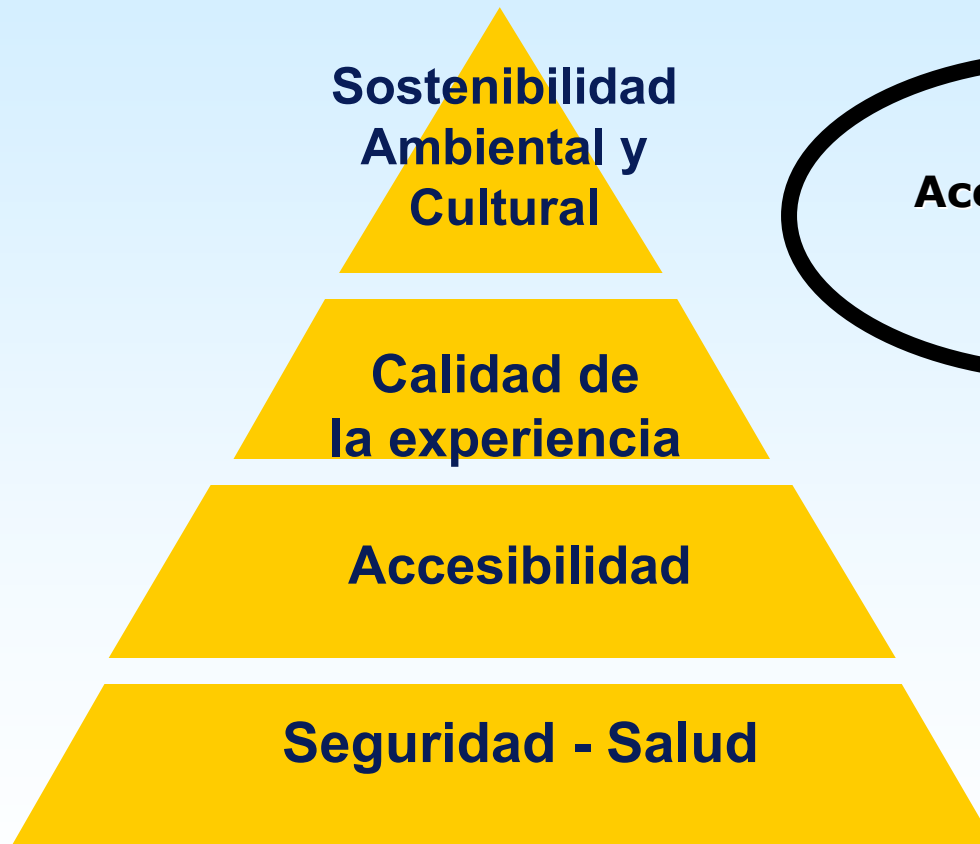 Sostenibilidad
Ambiental y
Cultural
Calidad de
la experiencia
Accesibilidad
Seguridad - Salud